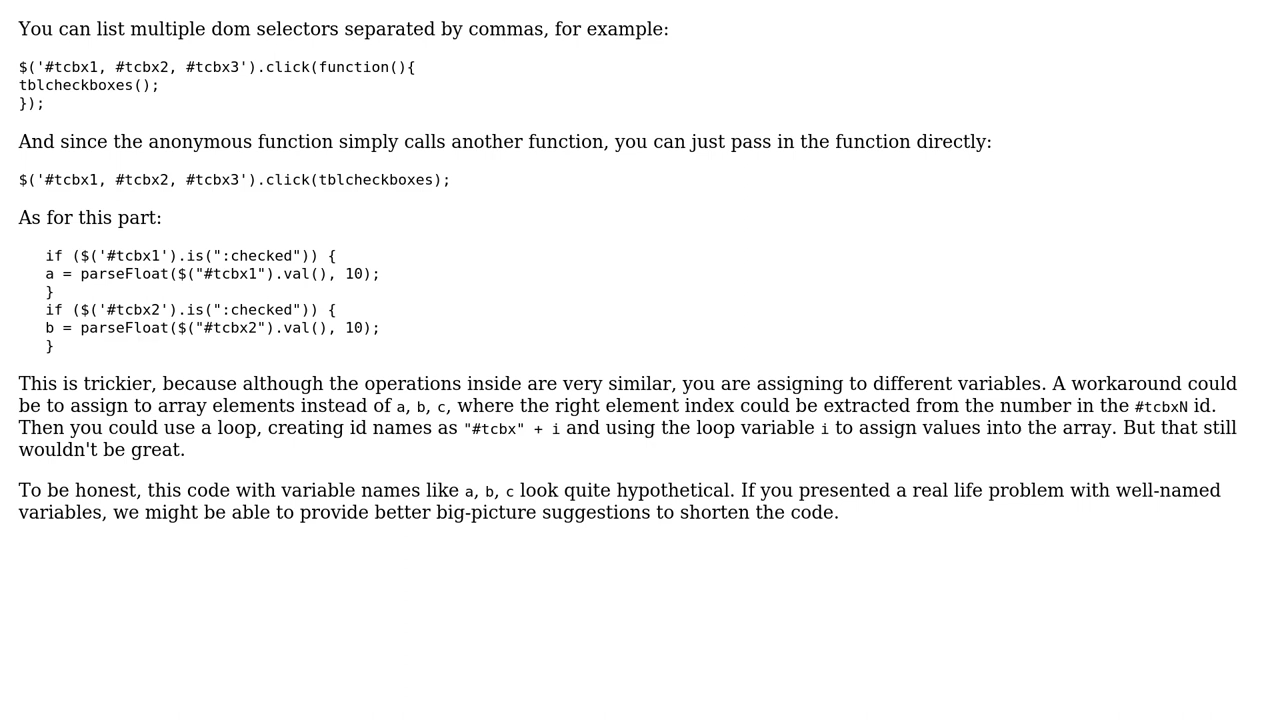 You can list multiple dom selectors separated by commas, for example:
$('#tcbx1, #tcbx2, #tcbx3').click(function(){
tblcheckboxes();
});
And since the anonymous function simply calls another function, you can just pass in the function directly:
$('#tcbx1, #tcbx2, #tcbx3').click(tblcheckboxes);
As for this part:
   if ($('#tcbx1').is(":checked")) {
   a = parseFloat($("#tcbx1").val(), 10);
   }
   if ($('#tcbx2').is(":checked")) {
   b = parseFloat($("#tcbx2").val(), 10);
   }
This is trickier, because although the operations inside are very similar, you are assigning to different variables. A workaround could
be to assign to array elements instead of a, b, c, where the right element index could be extracted from the number in the #tcbxN id.
Then you could use a loop, creating id names as "#tcbx" + i and using the loop variable i to assign values into the array. But that still
wouldn't be great.
To be honest, this code with variable names like a, b, c look quite hypothetical. If you presented a real life problem with well-named
variables, we might be able to provide better big-picture suggestions to shorten the code.